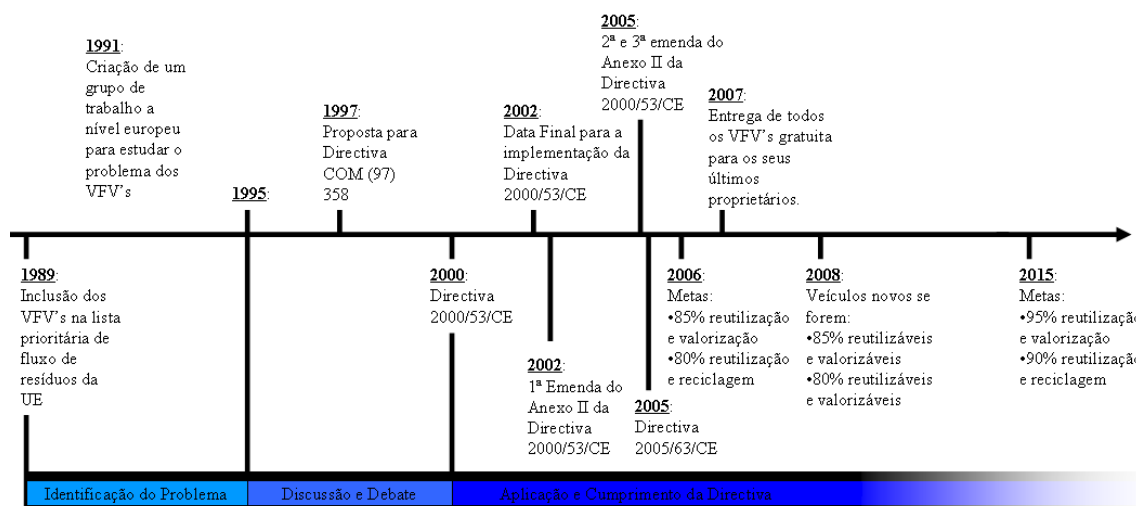 1991:
Criação de um
grupo de
trabalho a
nível europeu
para estudar o
problema dos
VFV's
1995:
1997:
Proposta para
Directiva
COM (97)
358
2002:
Data Final para a
implementação da
Directiva
2000/53/CE
2005:
2ª e 3ª emenda do
Anexo II da
Directiva
2000/53/CE
2007:
Entrega de todos
os VFV's gratuita
para os seus
últimos
proprietários.
1989:
Inclusão dos
VFV's na lista
prioritária de
fluxo de
resíduos da
UE
2000:
Directiva
2000/53/CE
2002:
1ª Emenda do
Anexo II da
Directiva
2000/53/CE
2005:
Directiva
2005/63/CE
2006:
Metas:
•85% reutilização
e valorização
•80% reutilização
e reciclagem
2008:
Veículos novos se
forem:
•85% reutilizáveis
e valorizáveis
•80% reutilizáveis
e valorizáveis
2015:
Metas:
•95% reutilização
e valorização
•90% reutilização
e reciclagem
Identificação do Problema
Discussão e Debate
Aplicação e Cumprimento da Directiva